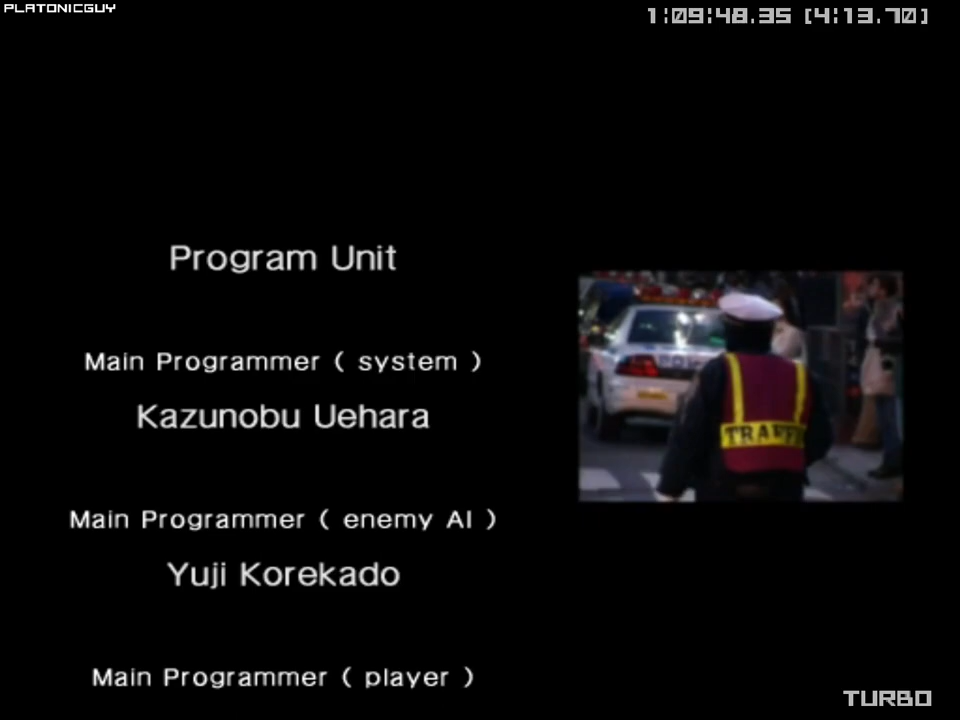 PLATONICGUY
1:09:48.35 [4:13.70]
Program Unit
Main Programmer ( system )
Kazunobu Uehara
TRAFFI
Main Programmer ( enemy AI )
Yuji Korekado
Main Programmer ( player )
TURBO